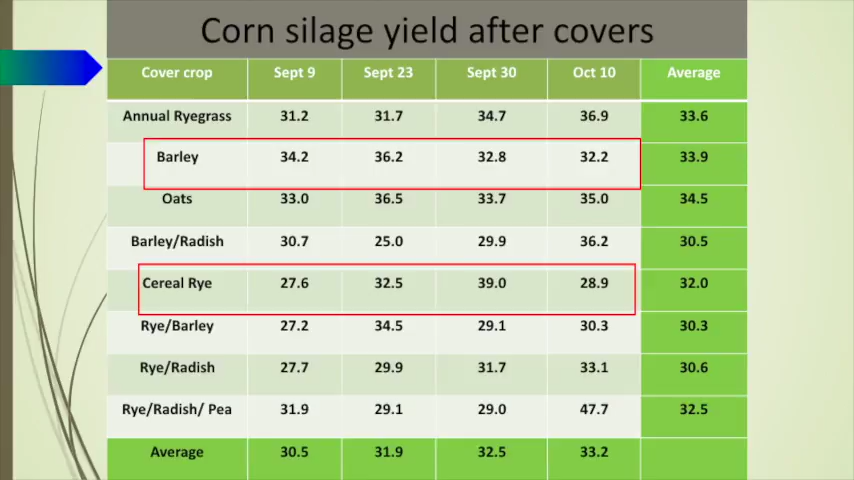 Corn silage yield after covers
Cover crop Sept 9 Sept 23 Sept 30 Oct 10 Average
Annual Ryegrass 31.2 31.7 34.7 36.9 33.6
Barley 34.2 36.2 32.8 32.2 33.9
Oats 33.0 36.5 33.7 35.0 34.5
Barley/Radish 30.7 25.0 29.9 36.2 30.5
Cereal Rye 27.6 32.5 39.0 28.9 32.0
Rye/Barley 27.2 34.5 29.1 30.3 30.3
Rye/Radish 27.7 29.9 31.7 33.1 30.6
Rye/Radish/ Pea 31.9 29.1 29.0 47.7 32.5
Average 30.5 31.9 32.5 33.2